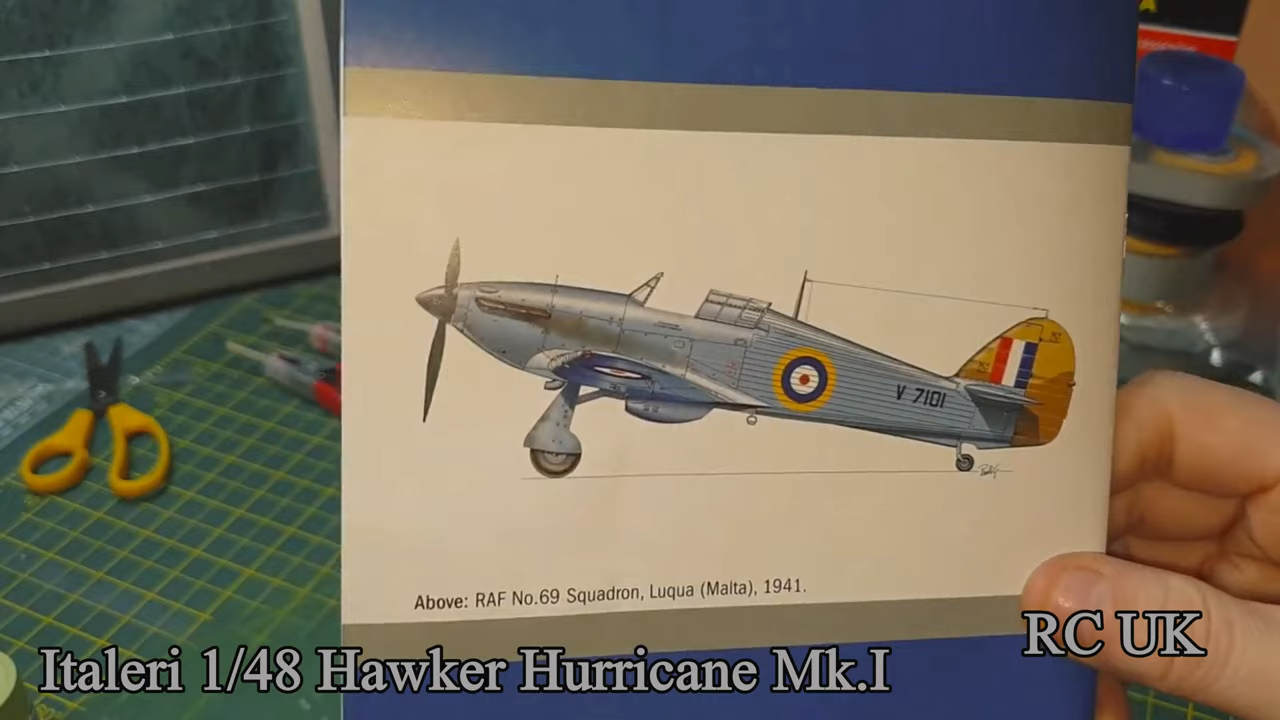 V 7101
Above: RAF No.69 Squadron, Luqua (Malta), 1941.
RC UK
Italeri 1/48 Hawker Hurricane Mk.I